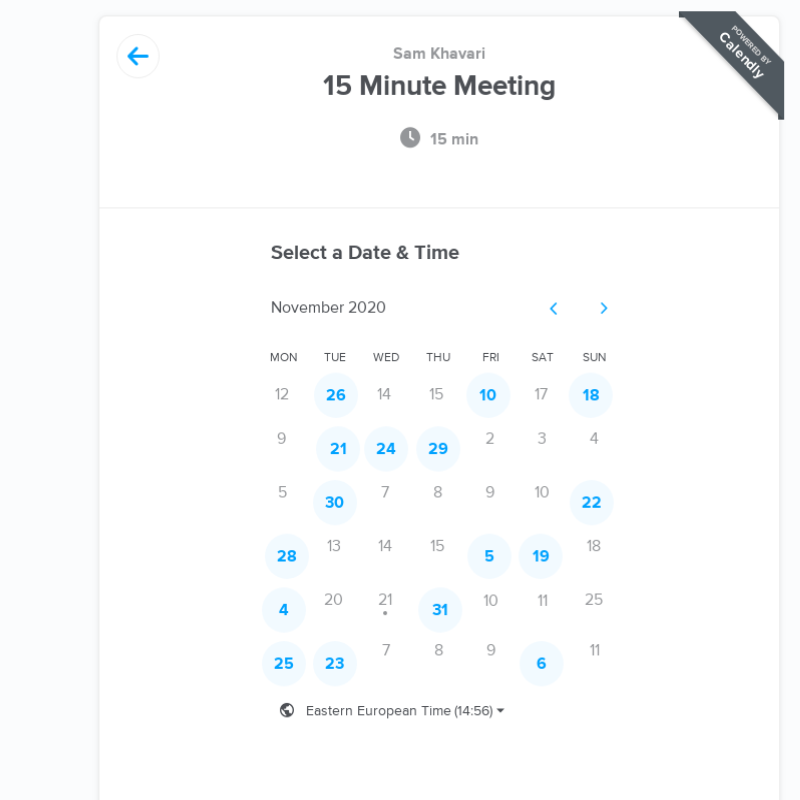 POWERED BY
Calendly
Sam Khavari
15 Minute Meeting
15 min
Select a Date & Time
November 2020
MON TUE WED THU FRI SAT SUN
12 26 14 15 10 17 18
9 21 24 29 2 3 4
5 30 7 8 9 10 22
28 13 14 15 5 19 18
4 20 21 31 10 11 25
25 23 7 8 9 6 11
Eastern European Time (14:56)